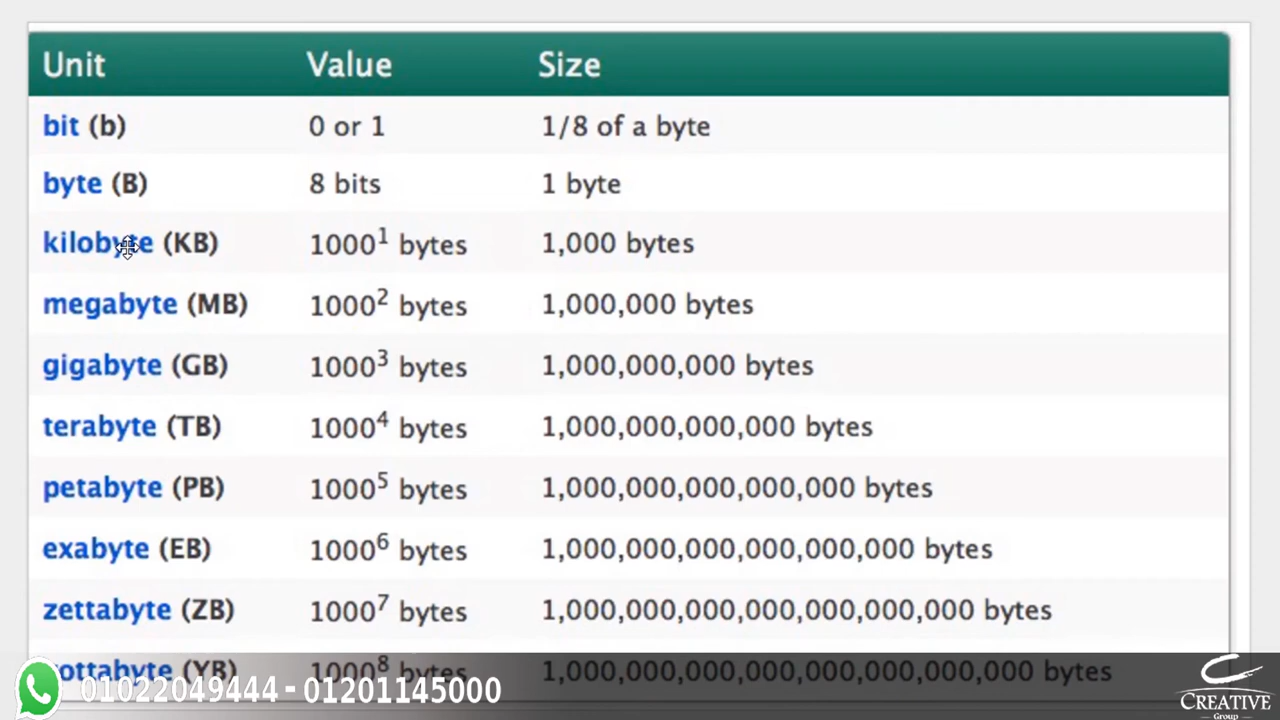 Unit Value Size
bit (b) 0 or 1 1/8 of a byte
byte (B) 8 bits 1 byte
kilobyte (KB) 1000¹ bytes 1,000 bytes
megabyte (MB) 1000² bytes 1,000,000 bytes
gigabyte (GB) 1000³ bytes 1,000,000,000 bytes
terabyte (TB) 1000⁴ bytes 1,000,000,000,000 bytes
petabyte (PB) 1000⁵ bytes 1,000,000,000,000,000 bytes
exabyte (EB) 1000⁶ bytes 1,000,000,000,000,000,000 bytes
zettabyte (ZB) 1000⁷ bytes 1,000,000,000,000,000,000,000 bytes
yottabyte (YB) 1000⁸ bytes 1,000,000,000,000,000,000,000,000 bytes
01022049444 - 01201145000
CREATIVE
Group